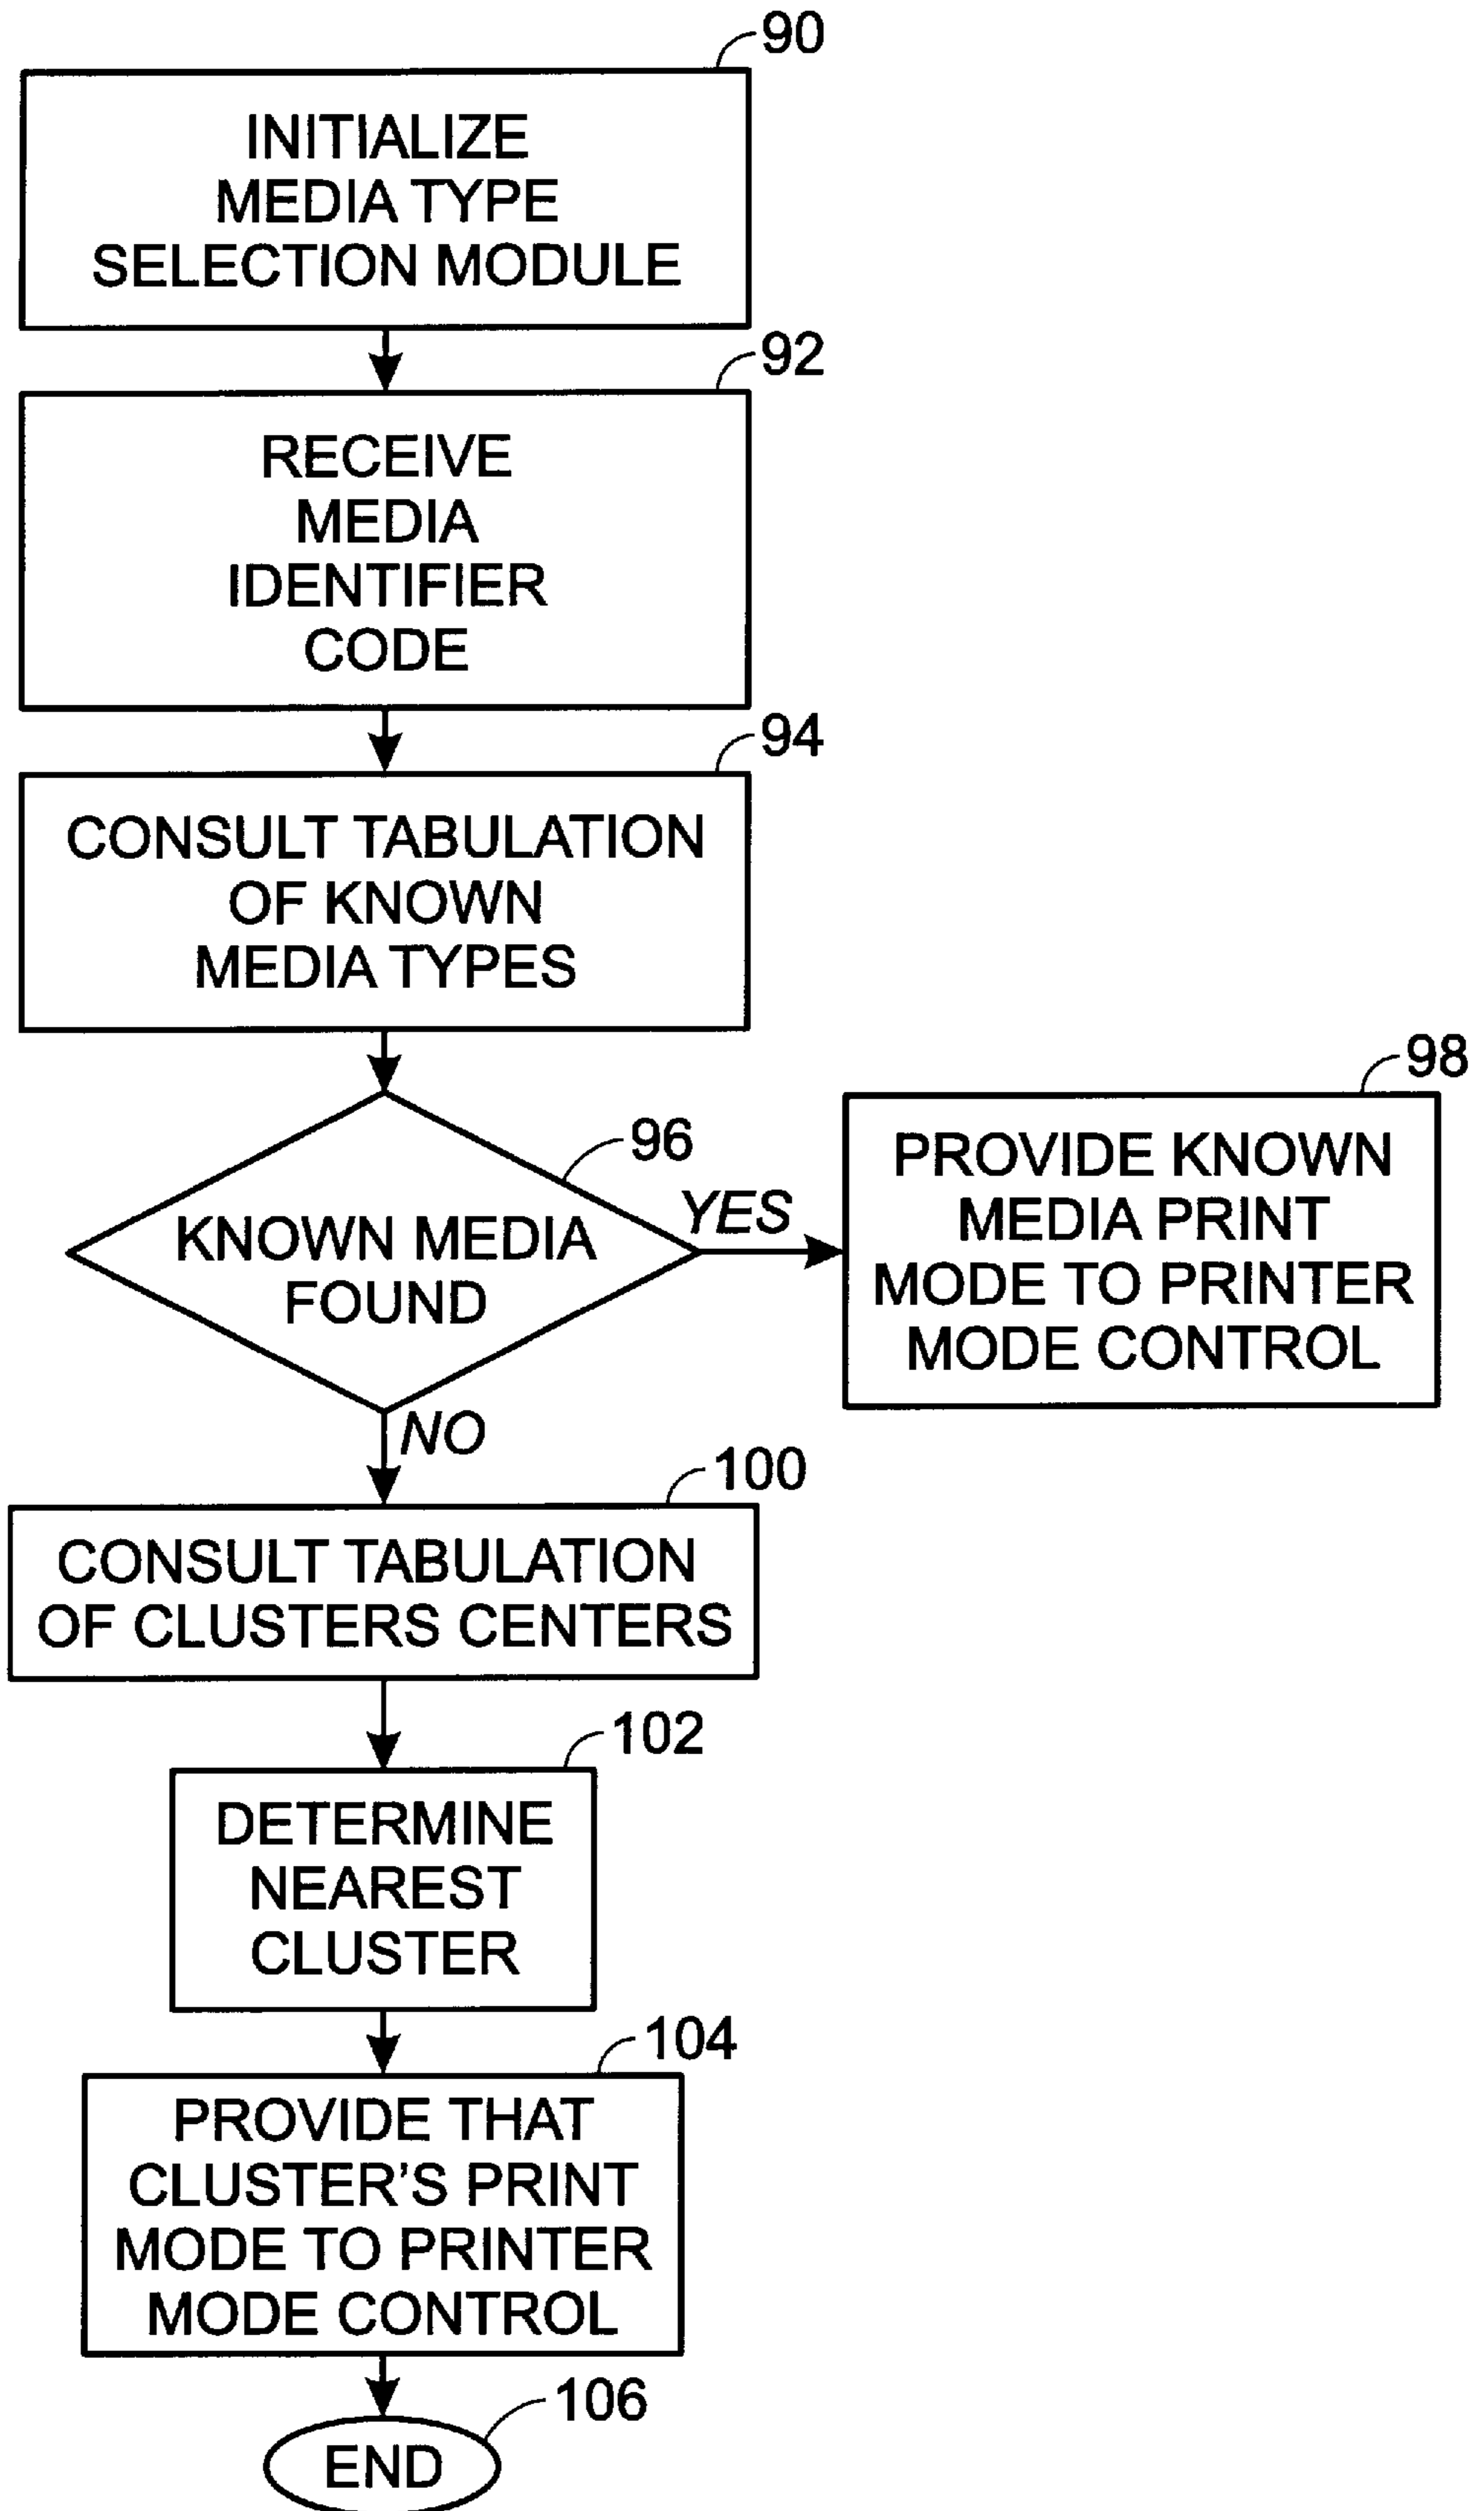 90
INITIALIZE
MEDIA TYPE
SELECTION MODULE
92
RECEIVE
MEDIA
IDENTIFIER
CODE
94
CONSULT TABULATION
OF KNOWN
MEDIA TYPES
96
KNOWN MEDIA
FOUND
YES
98
PROVIDE KNOWN
MEDIA PRINT
MODE TO PRINTER
MODE CONTROL
NO
100
CONSULT TABULATION
OF CLUSTERS CENTERS
102
DETERMINE
NEAREST
CLUSTER
104
PROVIDE THAT
CLUSTER'S PRINT
MODE TO PRINTER
MODE CONTROL
106
END